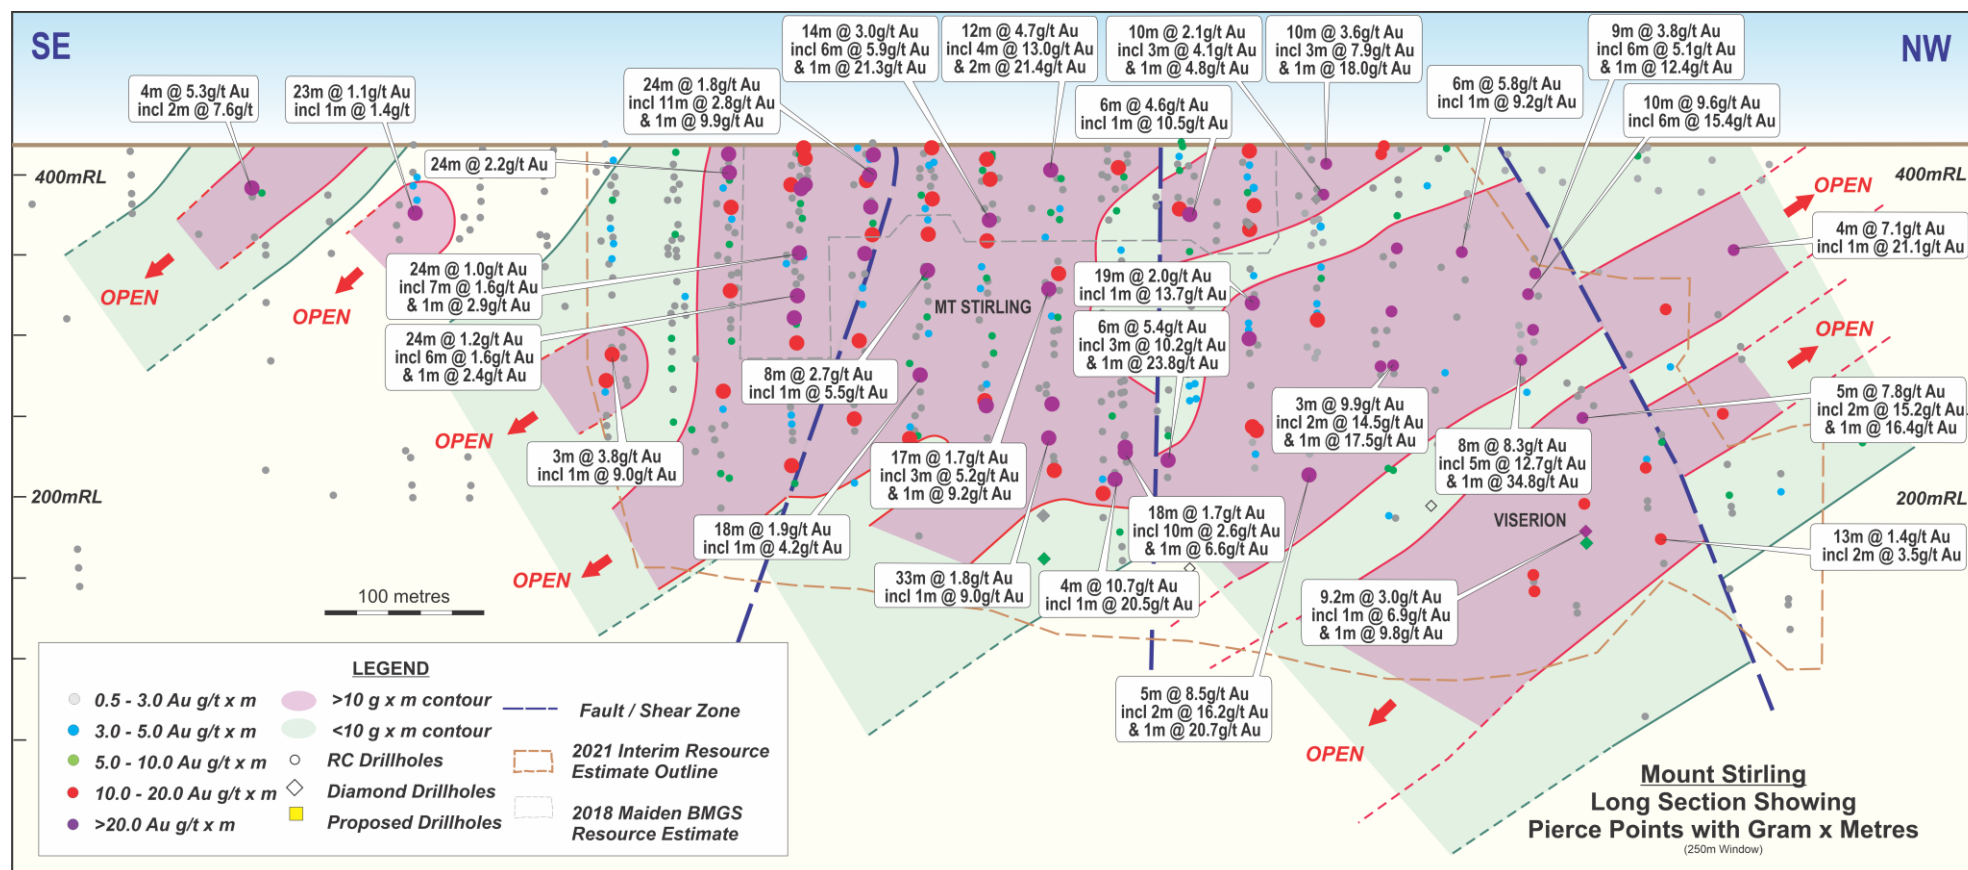 SE
NW
4m @ 5.3g/t Au
incl 2m @ 7.6g/t
23m @ 1.1g/t Au
incl 1m @ 1.4g/t
24m @ 1.8g/t Au
incl 11m @ 2.8g/t Au
& 1m @ 9.9g/t Au
14m @ 3.0g/t Au
incl 6m @ 5.9g/t Au
& 1m @ 21.3g/t Au
12m @ 4.7g/t Au
incl 4m @ 13.0g/t Au
& 2m @ 21.4g/t Au
10m @ 2.1g/t Au
incl 3m @ 4.1g/t Au
& 1m @ 4.8g/t Au
10m @ 3.6g/t Au
incl 3m @ 7.9g/t Au
& 1m @ 18.0g/t Au
9m @ 3.8g/t Au
incl 6m @ 5.1g/t Au
& 1m @ 12.4g/t Au
6m @ 4.6g/t Au
incl 1m @ 10.5g/t Au
6m @ 5.8g/t Au
incl 1m @ 9.2g/t Au
10m @ 9.6g/t Au
incl 6m @ 15.4g/t Au
24m @ 2.2g/t Au
400mRL
400mRL
OPEN
4m @ 7.1g/t Au
incl 1m @ 21.1g/t Au
OPEN
OPEN
24m @ 1.0g/t Au
incl 7m @ 1.6g/t Au
& 1m @ 2.9g/t Au
19m @ 2.0g/t Au
incl 1m @ 13.7g/t Au
MT STIRLING
24m @ 1.2g/t Au
incl 6m @ 1.6g/t Au
& 1m @ 2.4g/t Au
6m @ 5.4g/t Au
incl 3m @ 10.2g/t Au
& 1m @ 23.8g/t Au
OPEN
8m @ 2.7g/t Au
incl 1m @ 5.5g/t Au
3m @ 9.9g/t Au
incl 2m @ 14.5g/t Au
& 1m @ 17.5g/t Au
5m @ 7.8g/t Au
incl 2m @ 15.2g/t Au
& 1m @ 16.4g/t Au
OPEN
3m @ 3.8g/t Au
incl 1m @ 9.0g/t Au
17m @ 1.7g/t Au
incl 3m @ 5.2g/t Au
& 1m @ 9.2g/t Au
8m @ 8.3g/t Au
incl 5m @ 12.7g/t Au
& 1m @ 34.8g/t Au
200mRL
200mRL
18m @ 1.9g/t Au
incl 1m @ 4.2g/t Au
18m @ 1.7g/t Au
incl 10m @ 2.6g/t Au
& 1m @ 6.6g/t Au
VISERION
13m @ 1.4g/t Au
incl 2m @ 3.5g/t Au
OPEN
33m @ 1.8g/t Au
incl 1m @ 9.0g/t Au
4m @ 10.7g/t Au
incl 1m @ 20.5g/t Au
9.2m @ 3.0g/t Au
incl 1m @ 6.9g/t Au
& 1m @ 9.8g/t Au
100 metres
5m @ 8.5g/t Au
incl 2m @ 16.2g/t Au
& 1m @ 20.7g/t Au
OPEN
LEGEND
0.5 - 3.0 Au g/t x m
3.0 - 5.0 Au g/t x m
5.0 - 10.0 Au g/t x m
10.0 - 20.0 Au g/t x m
>20.0 Au g/t x m
>10 g x m contour
<10 g x m contour
RC Drillholes
Diamond Drillholes
Proposed Drillholes
Fault / Shear Zone
2021 Interim Resource
Estimate Outline
2018 Maiden BMGS
Resource Estimate
Mount Stirling
Long Section Showing
Pierce Points with Gram x Metres
(250m Window)